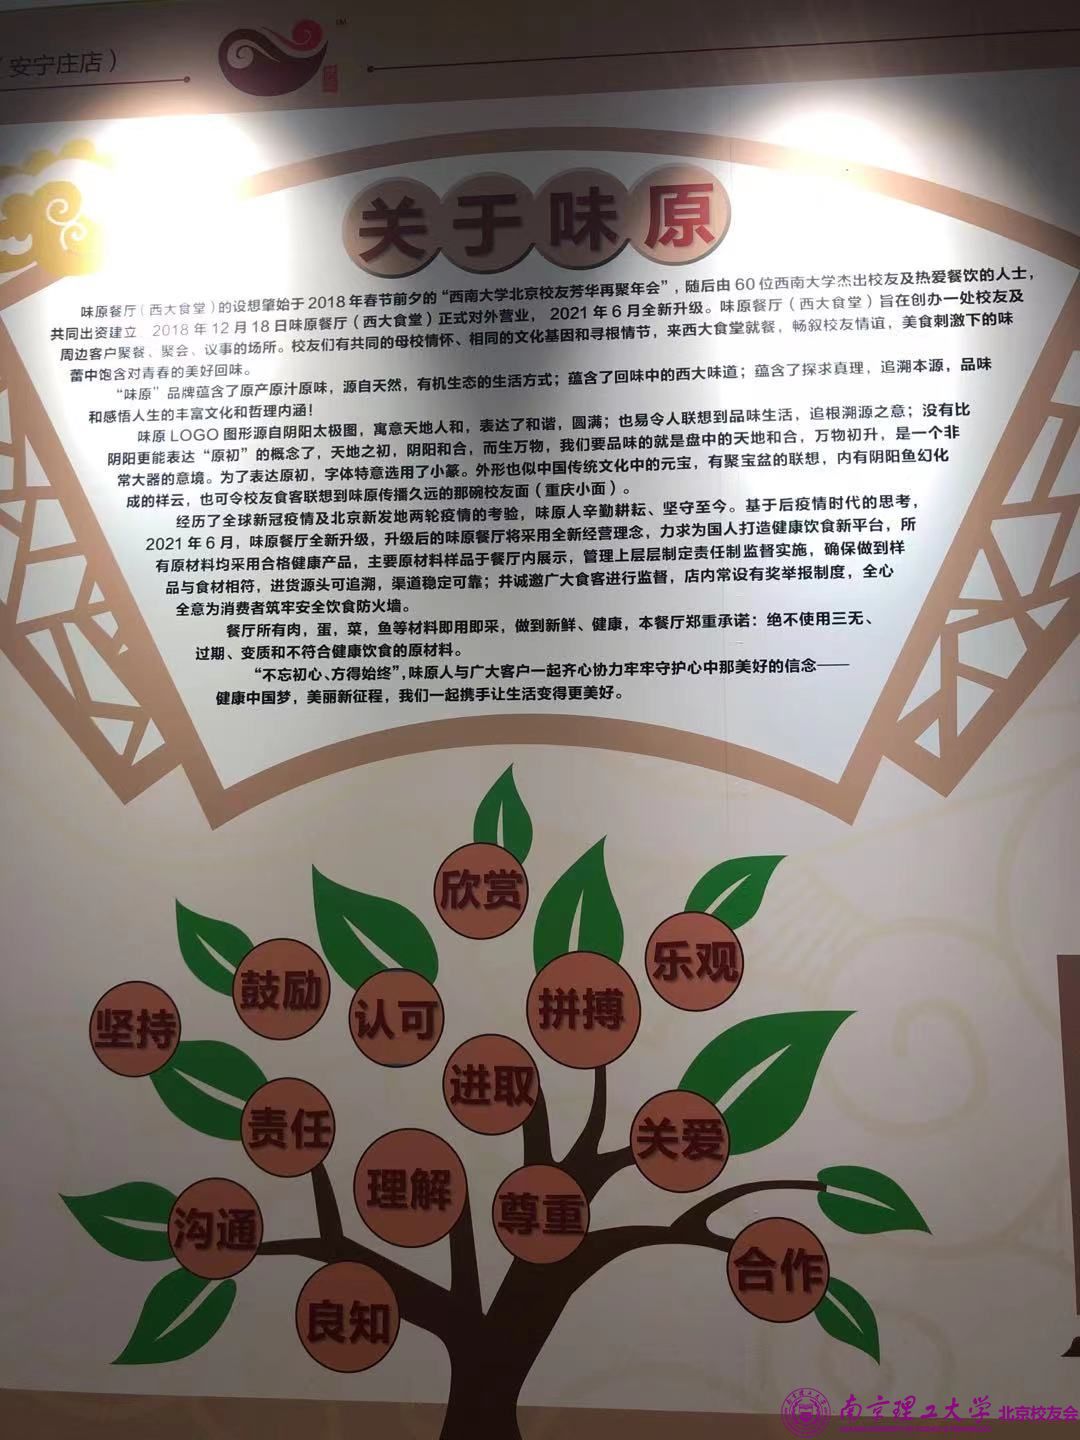 （安宁庄店）
TM
关于味原
味原餐厅（西大食堂）的设想肇始于2018年春节前夕的“西南大学北京校友芳华再聚年会”，随后由60位西南大学杰出校友及热爱餐饮的人士，
共同出资建立。2018年12月18日味原餐厅（西大食堂）正式对外营业，2021年6月全新升级。味原餐厅（西大食堂）旨在创办一处校友及
周边客户聚餐、聚会、议事的场所。校友们有共同的母校情怀、相同的文化基因和寻根情节，来西大食堂就餐，畅叙校友情谊，美食刺激下的味
蕾中饱含对青春的美好回味。
“味原”品牌蕴含了原产原汁原味，源自天然，有机生态的生活方式；蕴含了回味中的西大味道；蕴含了探求真理，追溯本源，品味
和感悟人生的丰富文化和哲理内涵！
味原LOGO图形源自阴阳太极图，寓意天地人和，表达了和谐，圆满；也易令人联想到品味生活，追根溯源之意；没有比
阴阳更能表达“原初”的概念了，天地之初，阴阳和合，而生万物，我们要品味的就是盘中的天地和合，万物初升，是一个非
常大器的意境。为了表达原初，字体特意选用了小篆。外形也似中国传统文化中的元宝，有聚宝盆的联想，内有阴阳鱼幻化
成的祥云，也可令校友食客联想到味原传播久远的那碗校友面（重庆小面）。
经历了全球新冠疫情及北京新发地两轮疫情的考验，味原人辛勤耕耘、坚守至今。基于后疫情时代的思考，
2021年6月，味原餐厅全新升级，升级后的味原餐厅将采用全新经营理念，力求为国人打造健康饮食新平台，所
有原材料均采用合格健康产品，主要原材料样品于餐厅内展示，管理上层层制定责任制监督实施，确保做到样
品与食材相符，进货源头可追溯，渠道稳定可靠；并诚邀广大食客进行监督，店内常设有奖举报制度，全心
全意为消费者筑牢安全饮食防火墙。
餐厅所有肉，蛋，菜，鱼等材料即用即采，做到新鲜、健康，本餐厅郑重承诺：绝不使用三无、
过期、变质和不符合健康饮食的原材料。
“不忘初心、方得始终”，味原人与广大客户一起齐心协力牢牢守护心中那美好的信念——
健康中国梦，美丽新征程，我们一起携手让生活变得更美好。
欣赏
乐观
鼓励
认可
拼搏
坚持
进取
责任
关爱
理解
尊重
沟通
合作
良知
南京理工大学北京校友会